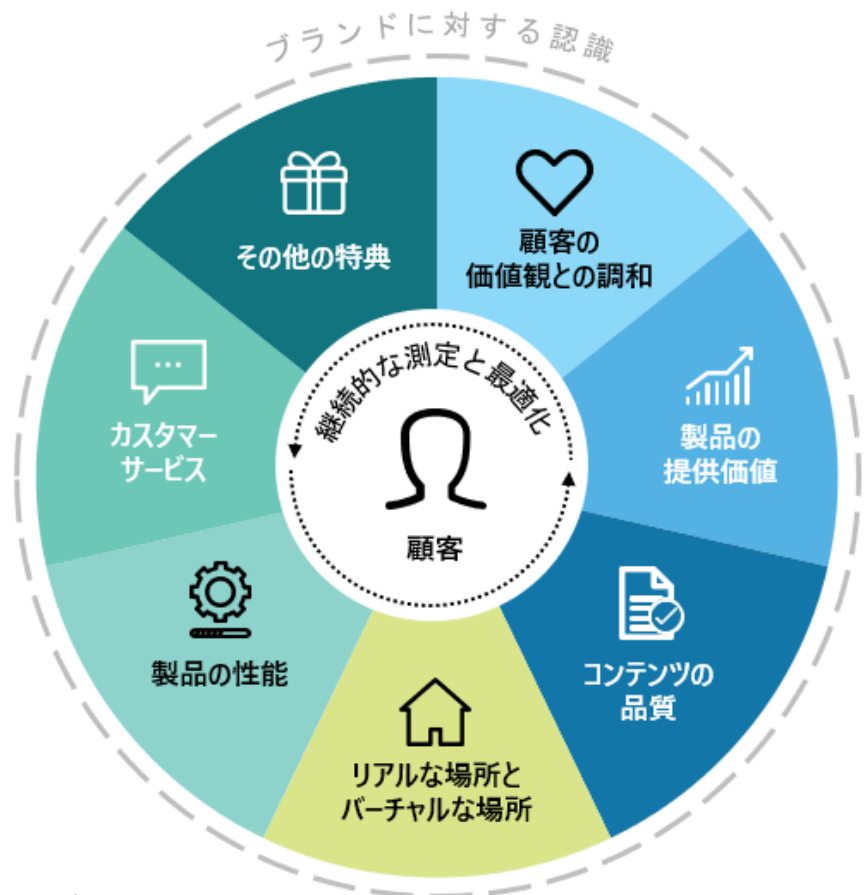 ブランドに対する認識
顧客の
価値観との調和
製品の
提供価値
コンテンツの
品質
リアルな場所と
バーチャルな場所
製品の性能
カスタマー
サービス
その他の特典
継続的な測定と最適化
顧客